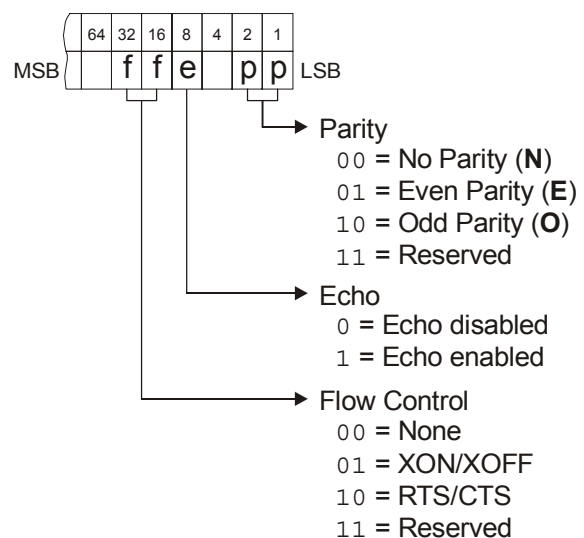 64 32 16 8 4 2 1
MSB f f e p p LSB
Parity
00 = No Parity (N)
01 = Even Parity (E)
10 = Odd Parity (O)
11 = Reserved
Echo
0 = Echo disabled
1 = Echo enabled
Flow Control
00 = None
01 = XON/XOFF
10 = RTS/CTS
11 = Reserved